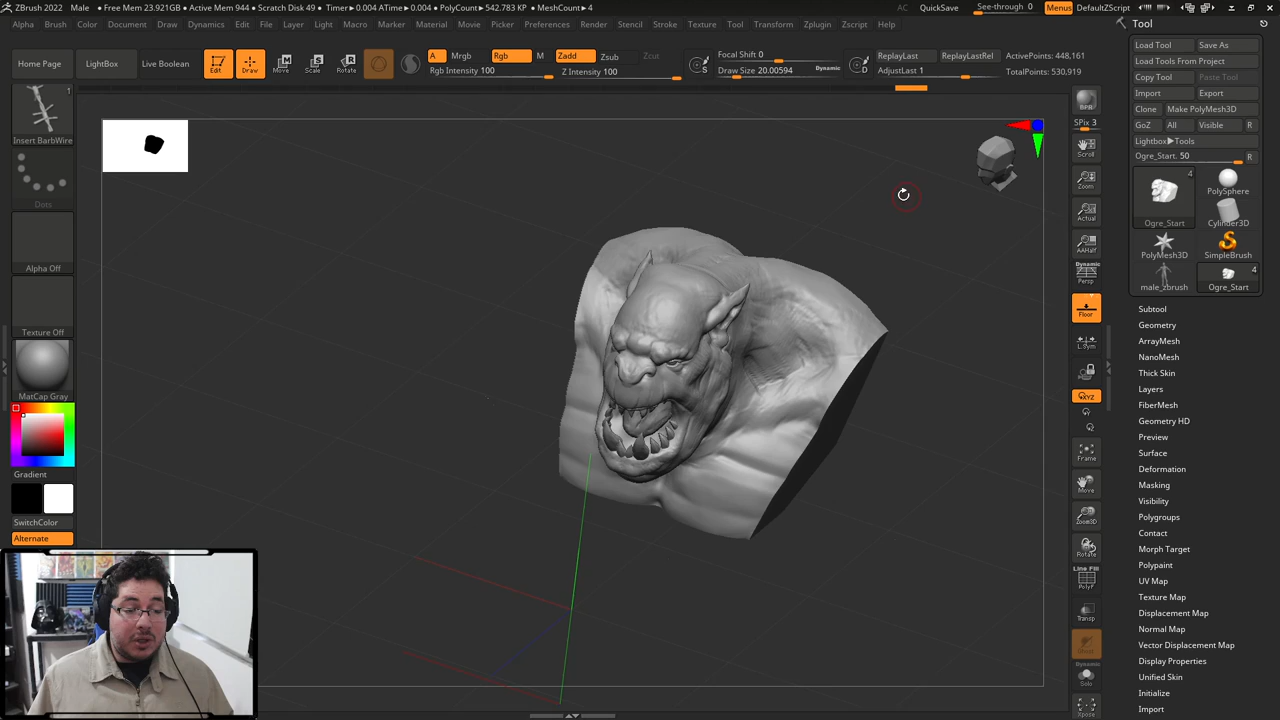 ZBrush 2022 Male • Free Mem 23.921GB • Active Mem 944 • Scratch Disk 49 • Timer▶0.004 ATime▶0.004 • PolyCount▶542.783 KP • MeshCount▶4
AC QuickSave See-through 0 Menus DefaultZScript
Alpha Brush Color Document Draw Dynamics Edit File Layer Light Macro Marker Material Movie Picker Preferences Render Stencil Stroke Texture Tool Transform Zplugin Zscript Help
Home Page
LightBox
Live Boolean
Edit
Draw
Move
Scale
Rotate
A Mrgb Rgb M Zadd Zsub Zcut
Rgb Intensity 100 Z Intensity 100
S
Focal Shift 0
Draw Size 20.00594 Dynamic
D
ReplayLast ReplayLastRel ActivePoints: 448,161
AdjustLast 1 TotalPoints: 530,919
1
Insert BarbWire
Dots
Alpha Off
Texture Off
MatCap Gray
Gradient
SwitchColor
Alternate
BPR
SPix 3
Scroll
Zoom
Actual
AAHalf
Dynamic
Persp
Floor
L.Sym
XYZ
Frame
Move
Zoom3D
Rotate
Line Fill
PolyF
Transp
Dynamic
Solo
Xpose
Tool
Load Tool Save As
Load Tools From Project
Copy Tool Paste Tool
Import Export
Clone Make PolyMesh3D
GoZ All Visible R
Lightbox▶Tools
Ogre_Start. 50 R
4
Ogre_Start
PolySphere
Cylinder3D
PolyMesh3D
SimpleBrush
male_zbrush
4
Ogre_Start
Subtool
Geometry
ArrayMesh
NanoMesh
Thick Skin
Layers
FiberMesh
Geometry HD
Preview
Surface
Deformation
Masking
Visibility
Polygroups
Contact
Morph Target
Polypaint
UV Map
Texture Map
Displacement Map
Normal Map
Vector Displacement Map
Display Properties
Unified Skin
Initialize
Import